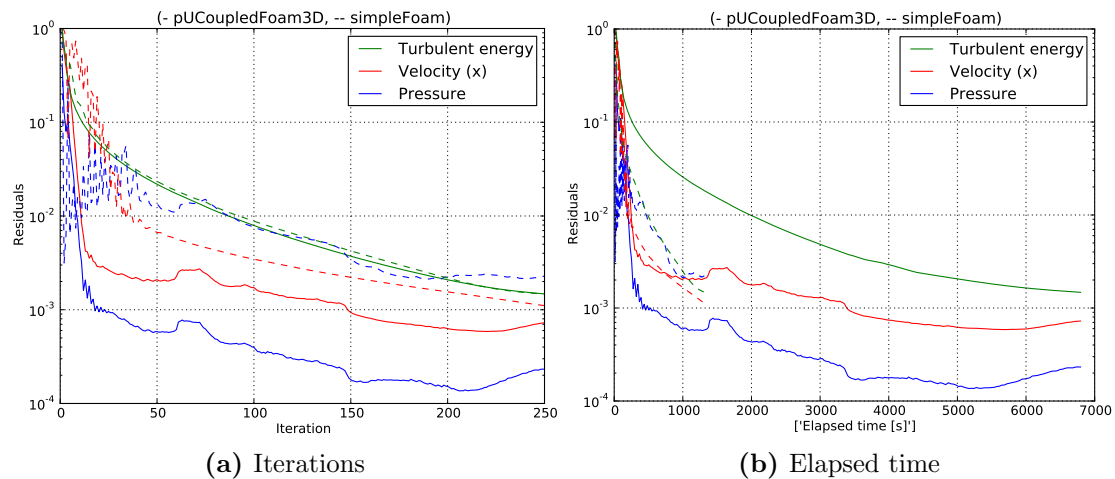 (- pUCoupledFoam3D, -- simpleFoam)
10^0
10^-1
10^-2
10^-3
10^-4
Residuals
Turbulent energy
Velocity (x)
Pressure
0 50 100 150 200 250
Iteration
(a) Iterations
(- pUCoupledFoam3D, -- simpleFoam)
10^0
10^-1
10^-2
10^-3
10^-4
Residuals
Turbulent energy
Velocity (x)
Pressure
0 1000 2000 3000 4000 5000 6000 7000
['Elapsed time [s]']
(b) Elapsed time